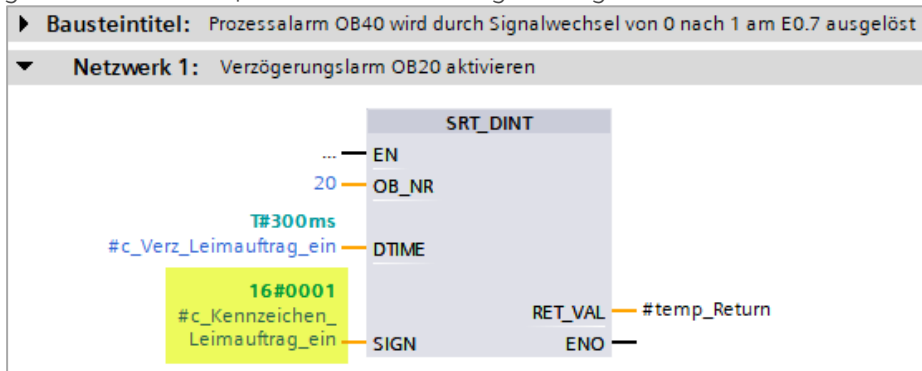 Bausteintitel: Prozessalarm OB40 wird durch Signalwechsel von 0 nach 1 am E0.7 ausgelöst
Netzwerk 1: Verzögerungslarm OB20 aktivieren
SRT_DINT
... EN
20 OB_NR
T#300ms
#c_Verz_Leimauftrag_ein DTIME
16#0001
#c_Kennzeichen_ RET_VAL #temp_Return
Leimauftrag_ein SIGN ENO